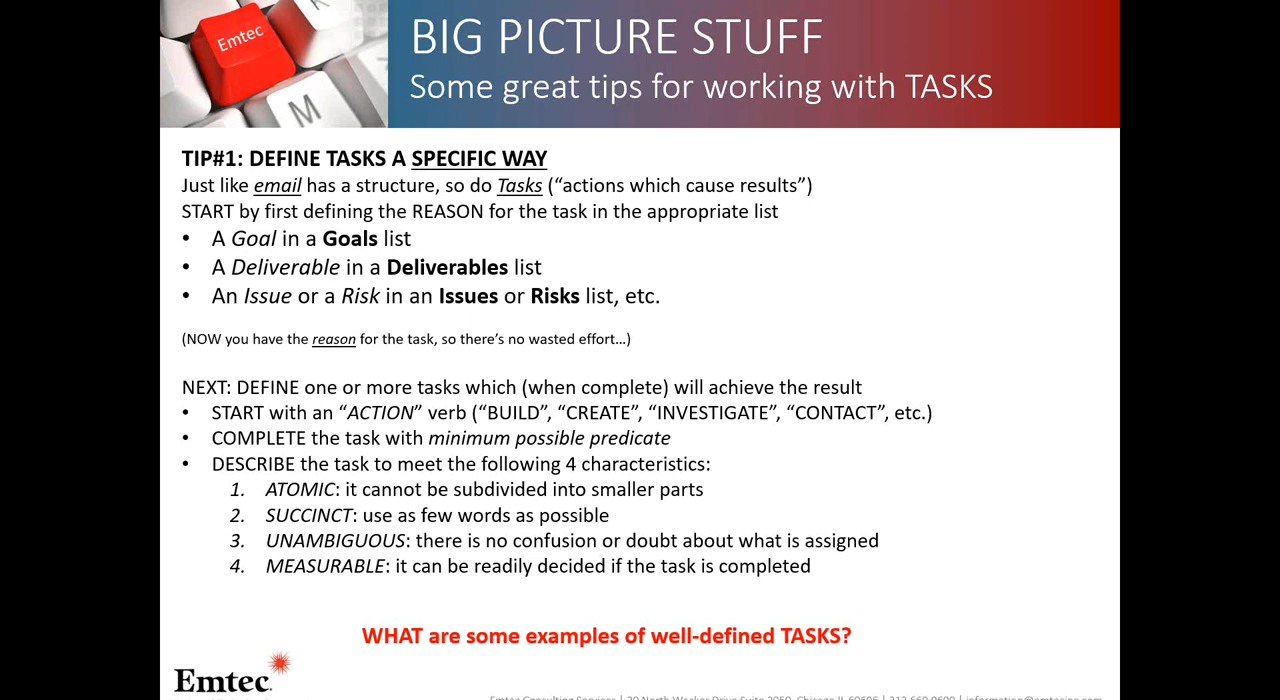 Emtec
K
M
BIG PICTURE STUFF
Some great tips for working with TASKS
TIP#1: DEFINE TASKS A SPECIFIC WAY
Just like email has a structure, so do Tasks (“actions which cause results”)
START by first defining the REASON for the task in the appropriate list
• A Goal in a Goals list
• A Deliverable in a Deliverables list
• An Issue or a Risk in an Issues or Risks list, etc.
(NOW you have the reason for the task, so there’s no wasted effort…)
NEXT: DEFINE one or more tasks which (when complete) will achieve the result
• START with an “ACTION” verb (“BUILD”, “CREATE”, “INVESTIGATE”, “CONTACT”, etc.)
• COMPLETE the task with minimum possible predicate
• DESCRIBE the task to meet the following 4 characteristics:
1. ATOMIC: it cannot be subdivided into smaller parts
2. SUCCINCT: use as few words as possible
3. UNAMBIGUOUS: there is no confusion or doubt about what is assigned
4. MEASURABLE: it can be readily decided if the task is completed
WHAT are some examples of well-defined TASKS?
Emtec
Emtec Consulting Services | 20 North Wacker Drive Suite